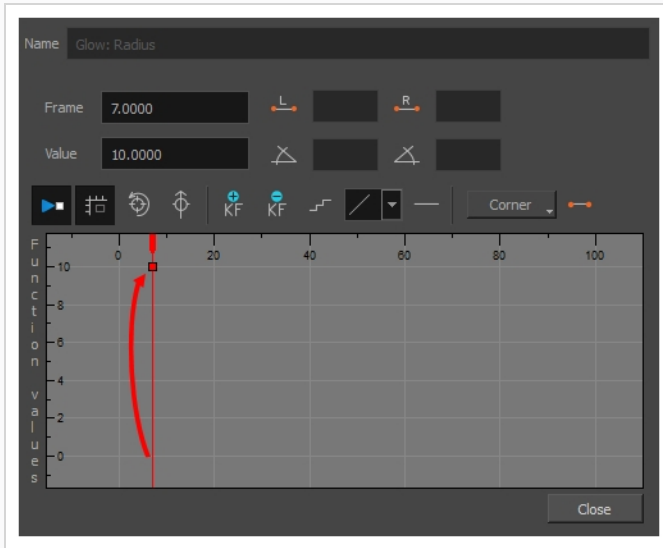 Name Glow: Radius
Frame 7.0000 L R
Value 10.0000
KF KF Corner
Function values
0 20 40 60 80 100
10
8
6
4
2
0
Close